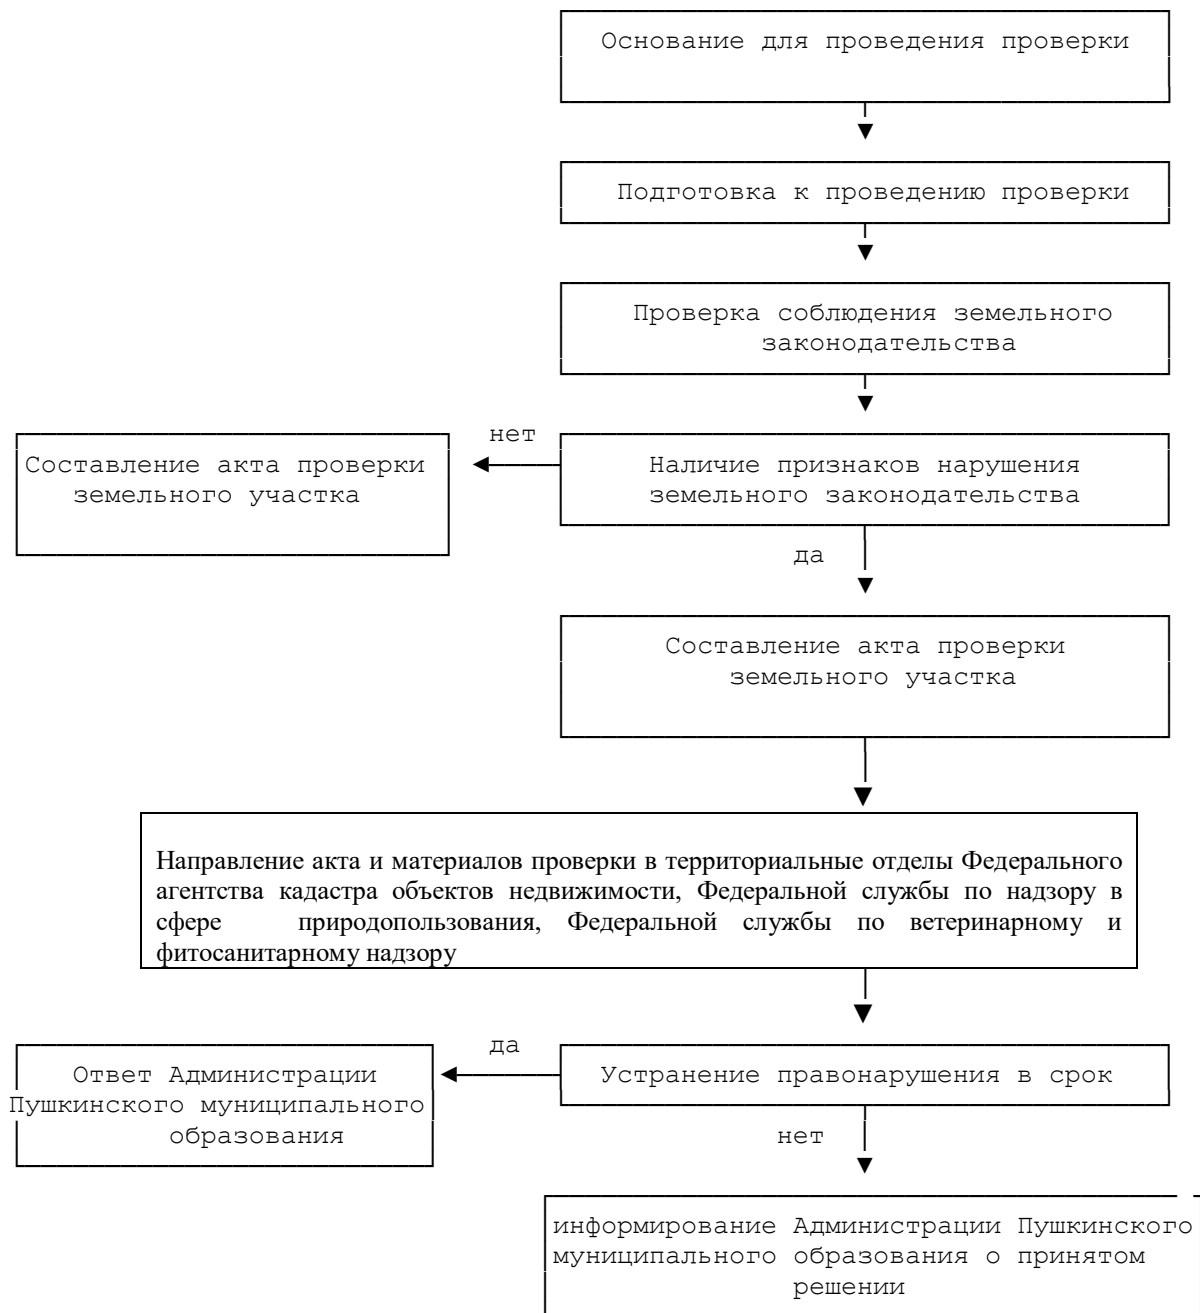 Основание для проведения проверки
Подготовка к проведению проверки
Проверка соблюдения земельного
законодательства
нет
Составление акта проверки
земельного участка
Наличие признаков нарушения
земельного законодательства
да
Составление акта проверки
земельного участка
Направление акта и материалов проверки в территориальные отделы Федерального
агентства кадастра объектов недвижимости, Федеральной службы по надзору в
сфере природопользования, Федеральной службы по ветеринарному и
фитосанитарному надзору
да
Ответ Администрации
Пушкинского муниципального
образования
Устранение правонарушения в срок
нет
информирование Администрации Пушкинского
муниципального образования о принятом
решении